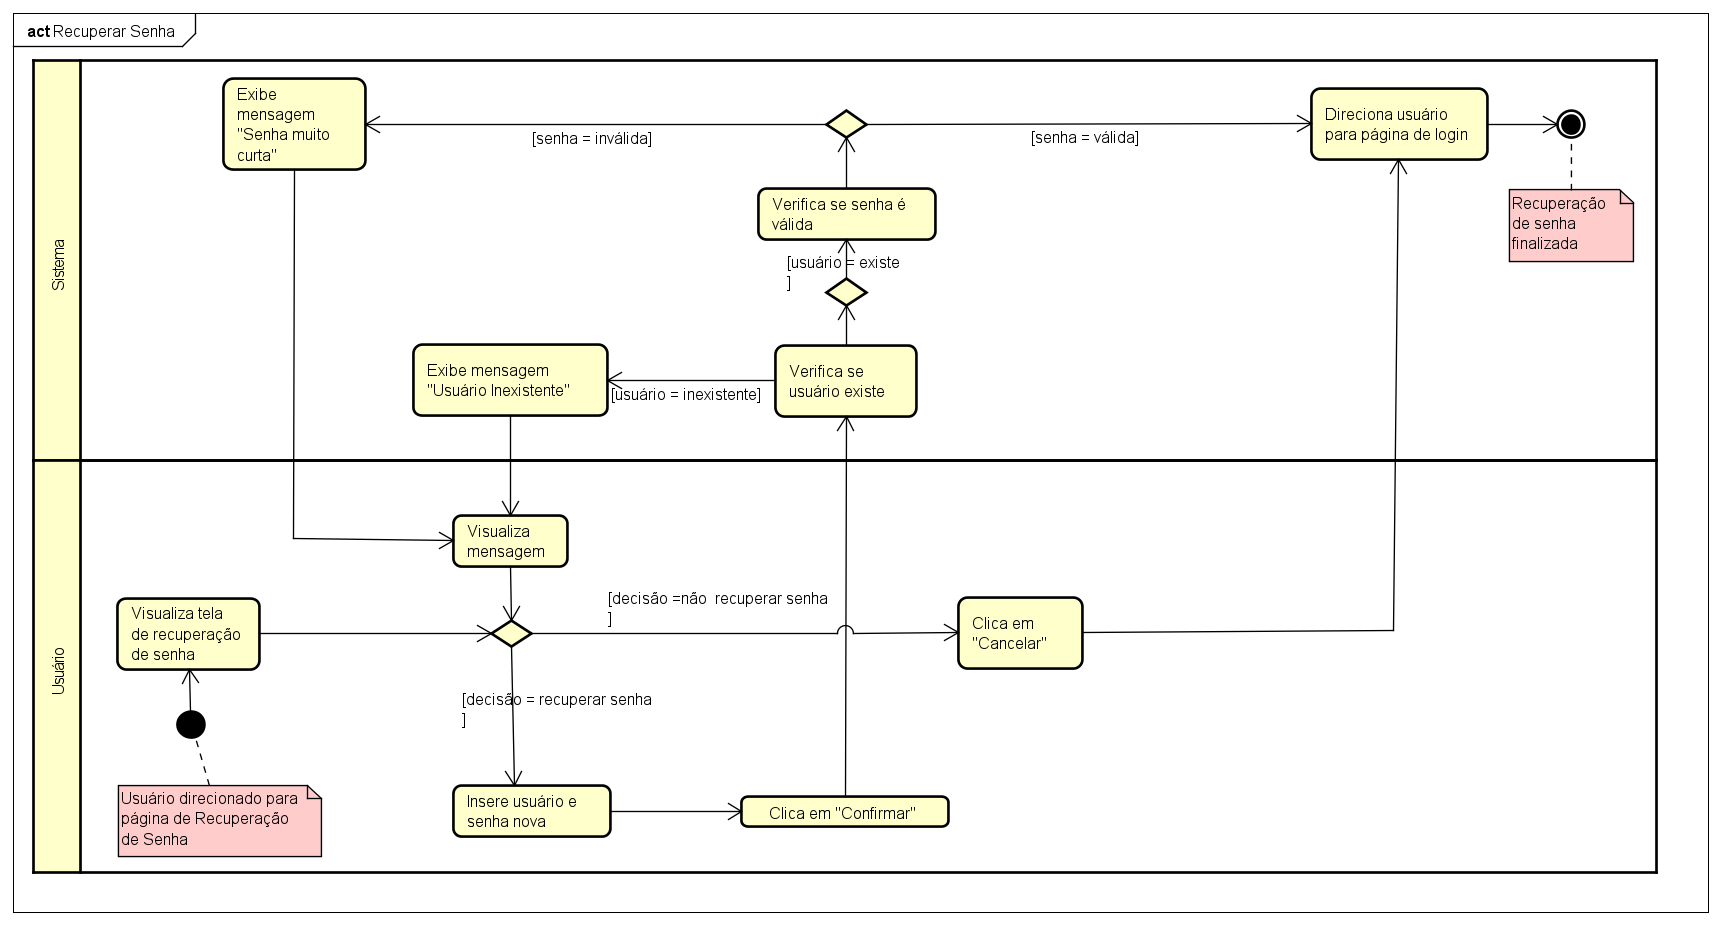 act Recuperar Senha
Sistema
Exibe
mensagem
"Senha muito
curta"
[senha = inválida]
[senha = válida]
Direciona usuário
para página de login
Recuperação
de senha
finalizada
Verifica se senha é
válida
[usuário = existe
]
Exibe mensagem
"Usuário Inexistente"
[usuário = inexistente]
Verifica se
usuário existe
Usuário
Visualiza
mensagem
Visualiza tela
de recuperação
de senha
[decisão =não  recuperar senha
]
Clica em
"Cancelar"
[decisão = recuperar senha
]
Usuário direcionado para
página de Recuperação
de Senha
Insere usuário e
senha nova
Clica em "Confirmar"